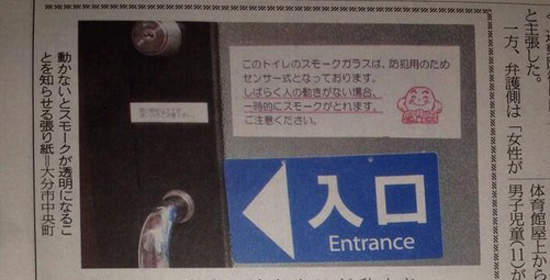 このトイレのスモークガラスは、防犯用のため
センサー式となっております。
しばらく人の動きがない場合、
一時的にスモークがとれます。
ご注意ください。
入口
Entrance
動かないとスモークが透明になるこ
とを知らせる張り紙＝大分市中央町
と主張した。
一方、弁護側は「女性が
体育館屋上から
男子児童(11)が